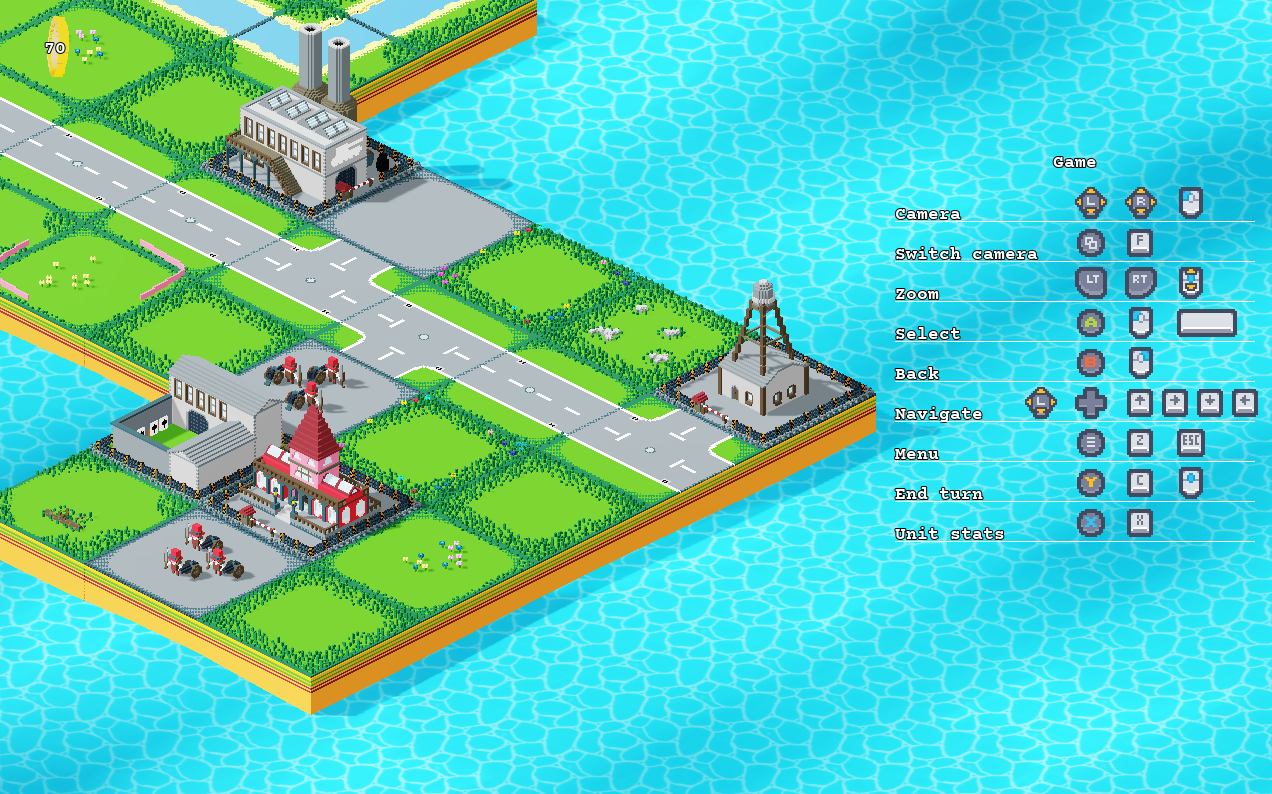 70
Game
Camera L R
Switch camera F
Zoom LT RT
Select A
Back B
Navigate L
Menu Z ESC
End turn Y C
Unit stats X X